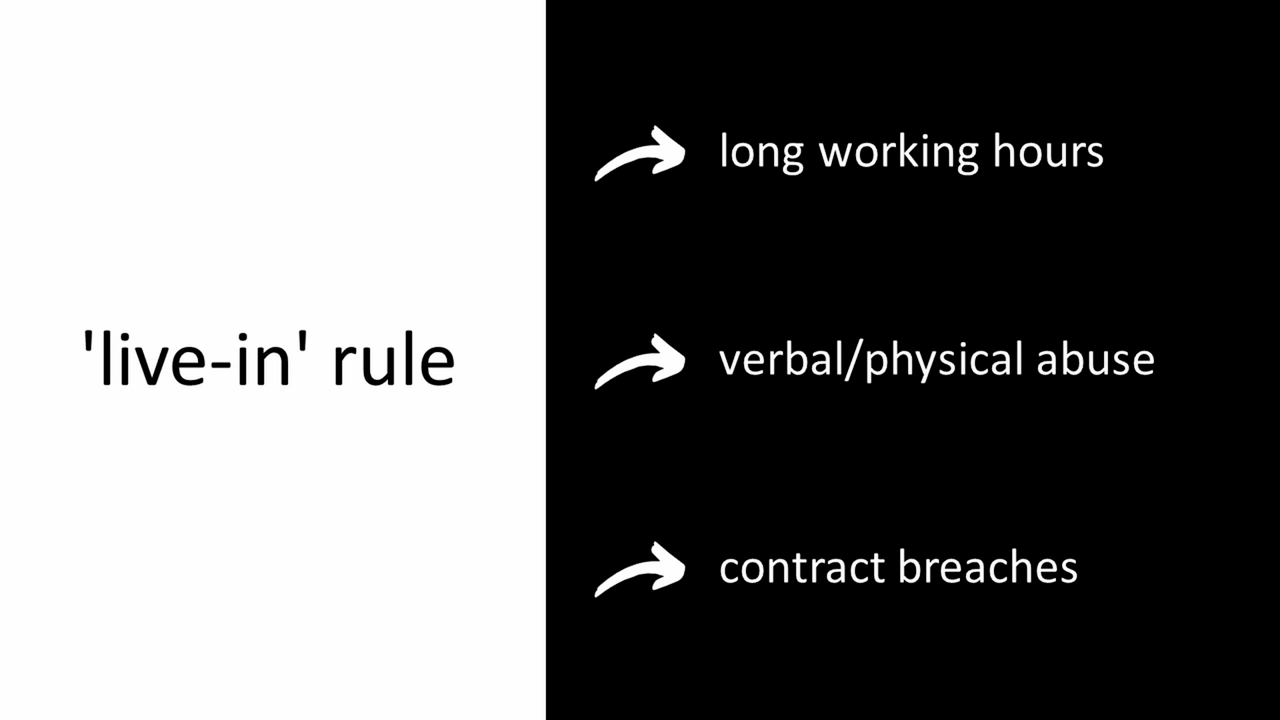 'live-in' rule
long working hours
verbal/physical abuse
contract breaches